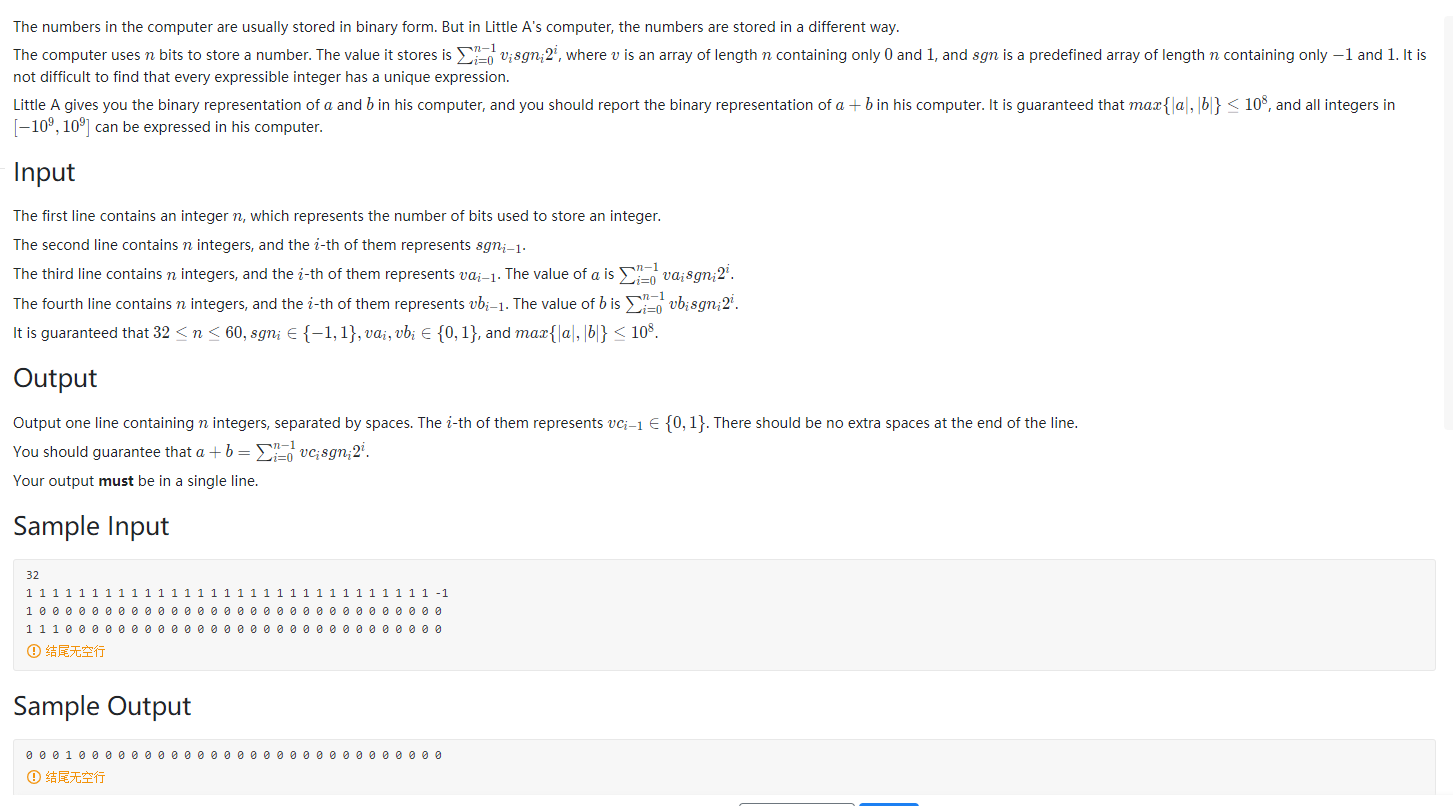 The numbers in the computer are usually stored in binary form. But in Little A's computer, the numbers are stored in a different way.
The computer uses n bits to store a number. The value it stores is $\sum_{i=0}^{n-1} v_i sgn_i 2^i$, where v is an array of length n containing only 0 and 1, and sgn is a predefined array of length n containing only −1 and 1. It is
not difficult to find that every expressible integer has a unique expression.
Little A gives you the binary representation of a and b in his computer, and you should report the binary representation of a + b in his computer. It is guaranteed that $max\{|a|, |b|\} \le 10^8$, and all integers in
$[-10^9, 10^9]$ can be expressed in his computer.
Input
The first line contains an integer n, which represents the number of bits used to store an integer.
The second line contains n integers, and the i-th of them represents $sgn_{i-1}$.
The third line contains n integers, and the i-th of them represents $va_{i-1}$. The value of a is $\sum_{i=0}^{n-1} va_i sgn_i 2^i$.
The fourth line contains n integers, and the i-th of them represents $vb_{i-1}$. The value of b is $\sum_{i=0}^{n-1} vb_i sgn_i 2^i$.
It is guaranteed that $32 \le n \le 60, sgn_i \in \{-1, 1\}, va_i, vb_i \in \{0, 1\}$, and $max\{|a|, |b|\} \le 10^8$.
Output
Output one line containing n integers, separated by spaces. The i-th of them represents $vc_{i-1} \in \{0, 1\}$. There should be no extra spaces at the end of the line.
You should guarantee that $a + b = \sum_{i=0}^{n-1} vc_i sgn_i 2^i$.
Your output must be in a single line.
Sample Input
32
1 1 1 1 1 1 1 1 1 1 1 1 1 1 1 1 1 1 1 1 1 1 1 1 1 1 1 1 1 1 1 -1
1 0 0 0 0 0 0 0 0 0 0 0 0 0 0 0 0 0 0 0 0 0 0 0 0 0 0 0 0 0 0 0
1 1 1 0 0 0 0 0 0 0 0 0 0 0 0 0 0 0 0 0 0 0 0 0 0 0 0 0 0 0 0 0
结尾无空行
Sample Output
0 0 0 1 0 0 0 0 0 0 0 0 0 0 0 0 0 0 0 0 0 0 0 0 0 0 0 0 0 0 0 0
结尾无空行